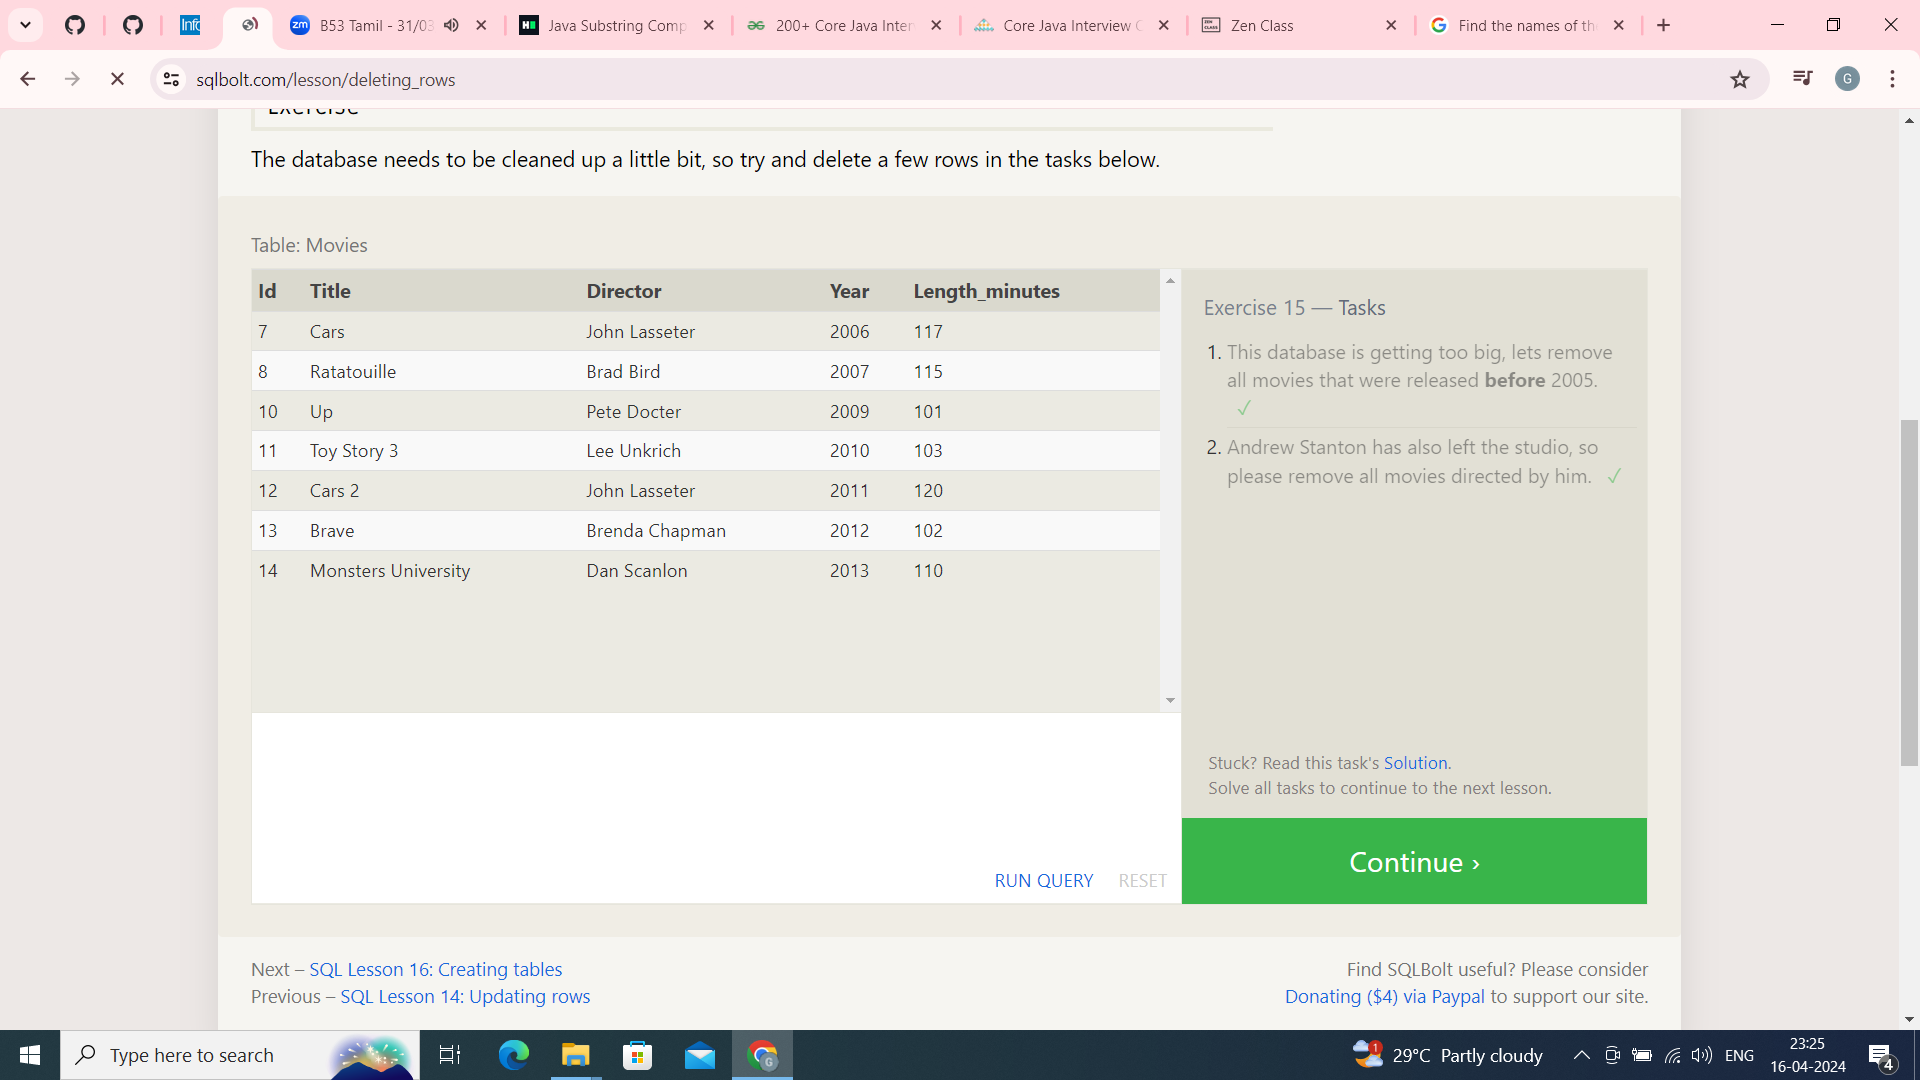 Info
B53 Tamil - 31/03
Java Substring Comp
200+ Core Java Inter
Core Java Interview
Zen Class
Find the names of th
sqlbolt.com/lesson/deleting_rows
G
The database needs to be cleaned up a little bit, so try and delete a few rows in the tasks below.
Table: Movies
Id Title Director Year Length_minutes
7 Cars John Lasseter 2006 117
8 Ratatouille Brad Bird 2007 115
10 Up Pete Docter 2009 101
11 Toy Story 3 Lee Unkrich 2010 103
12 Cars 2 John Lasseter 2011 120
13 Brave Brenda Chapman 2012 102
14 Monsters University Dan Scanlon 2013 110
RUN QUERY RESET
Exercise 15 — Tasks
1. This database is getting too big, lets remove
all movies that were released before 2005.
✓
2. Andrew Stanton has also left the studio, so
please remove all movies directed by him. ✓
Stuck? Read this task's Solution.
Solve all tasks to continue to the next lesson.
Continue ›
Next – SQL Lesson 16: Creating tables
Previous – SQL Lesson 14: Updating rows
Find SQLBolt useful? Please consider
Donating ($4) via Paypal to support our site.
Type here to search
1
29°C Partly cloudy
ENG
23:25
16-04-2024
4